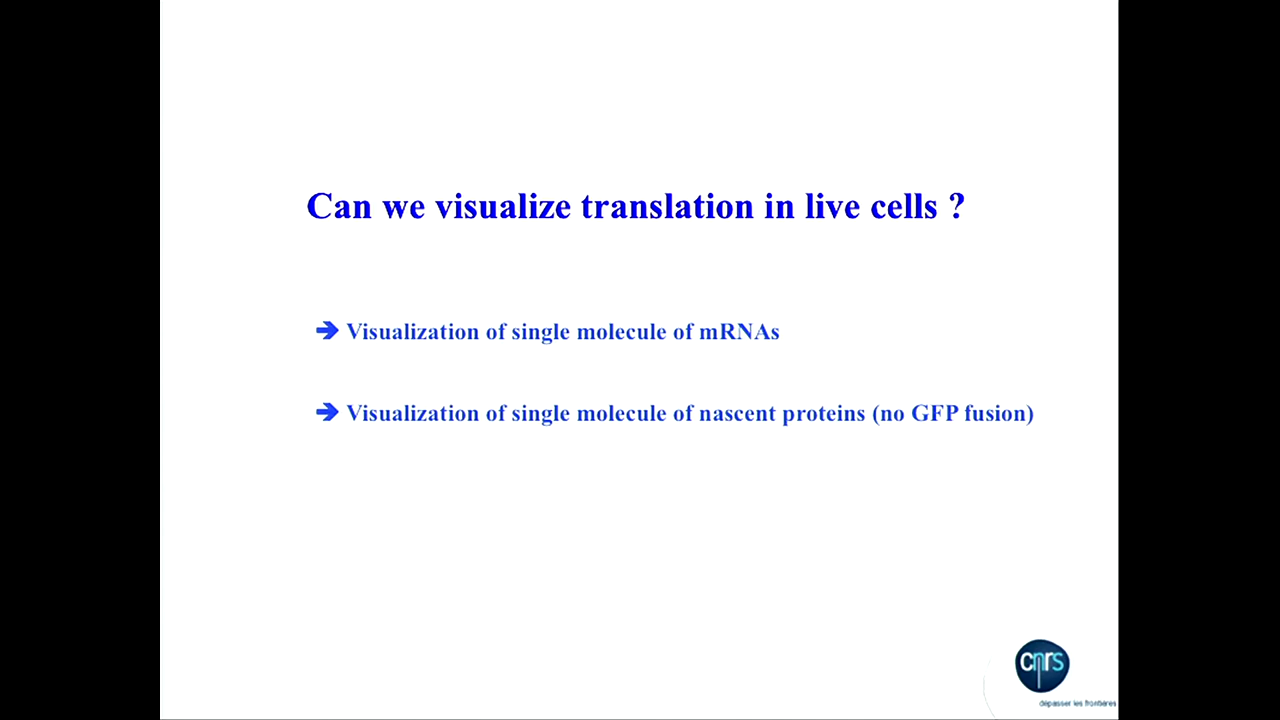 Can we visualize translation in live cells ?
➔ Visualization of single molecule of mRNAs
➔ Visualization of single molecule of nascent proteins (no GFP fusion)
cnrs
dépasser les frontières